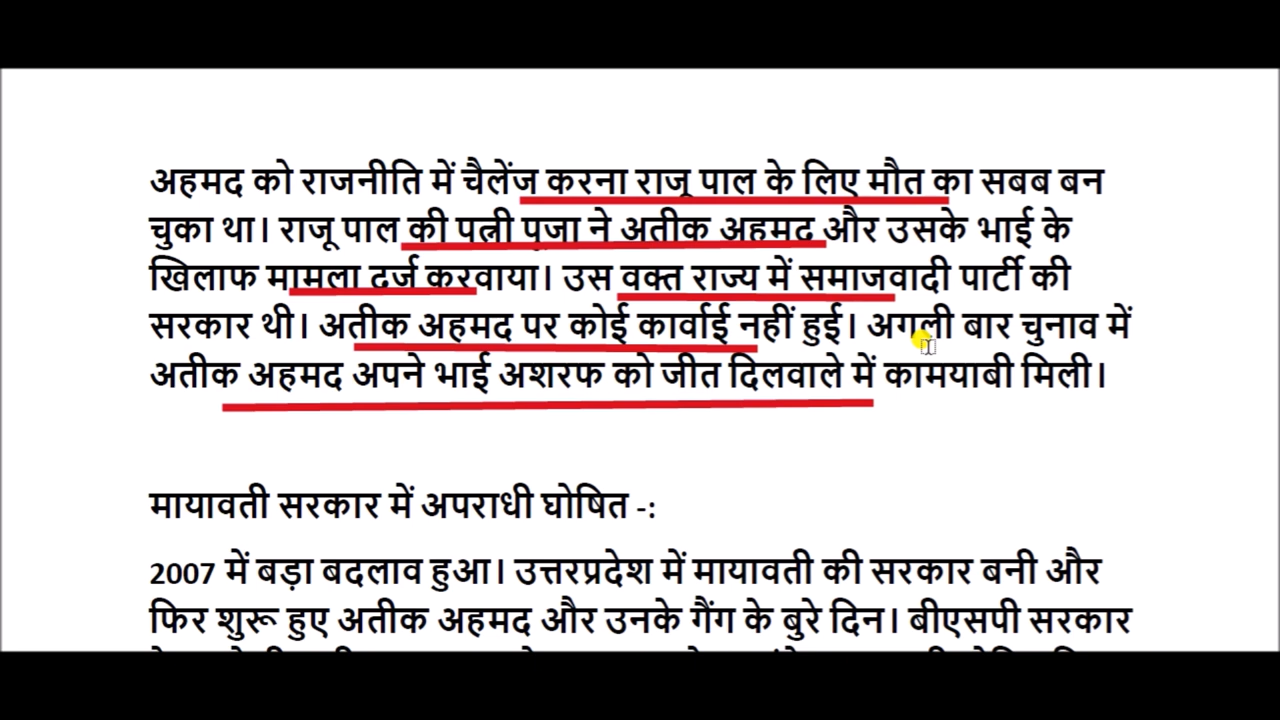 अहमद को राजनीति में चैलेंज करना राजू पाल के लिए मौत का सबब बन
चुका था। राजू पाल की पत्नी पूजा ने अतीक अहमद और उसके भाई के
खिलाफ मामला दर्ज करवाया। उस वक्त राज्य में समाजवादी पार्टी की
सरकार थी। अतीक अहमद पर कोई कार्वाई नहीं हुई। अगली बार चुनाव में
अतीक अहमद अपने भाई अशरफ को जीत दिलवाले में कामयाबी मिली।
मायावती सरकार में अपराधी घोषित -:
2007 में बड़ा बदलाव हुआ। उत्तरप्रदेश में मायावती की सरकार बनी और
फिर शुरू हुए अतीक अहमद और उनके गैंग के बुरे दिन। बीएसपी सरकार